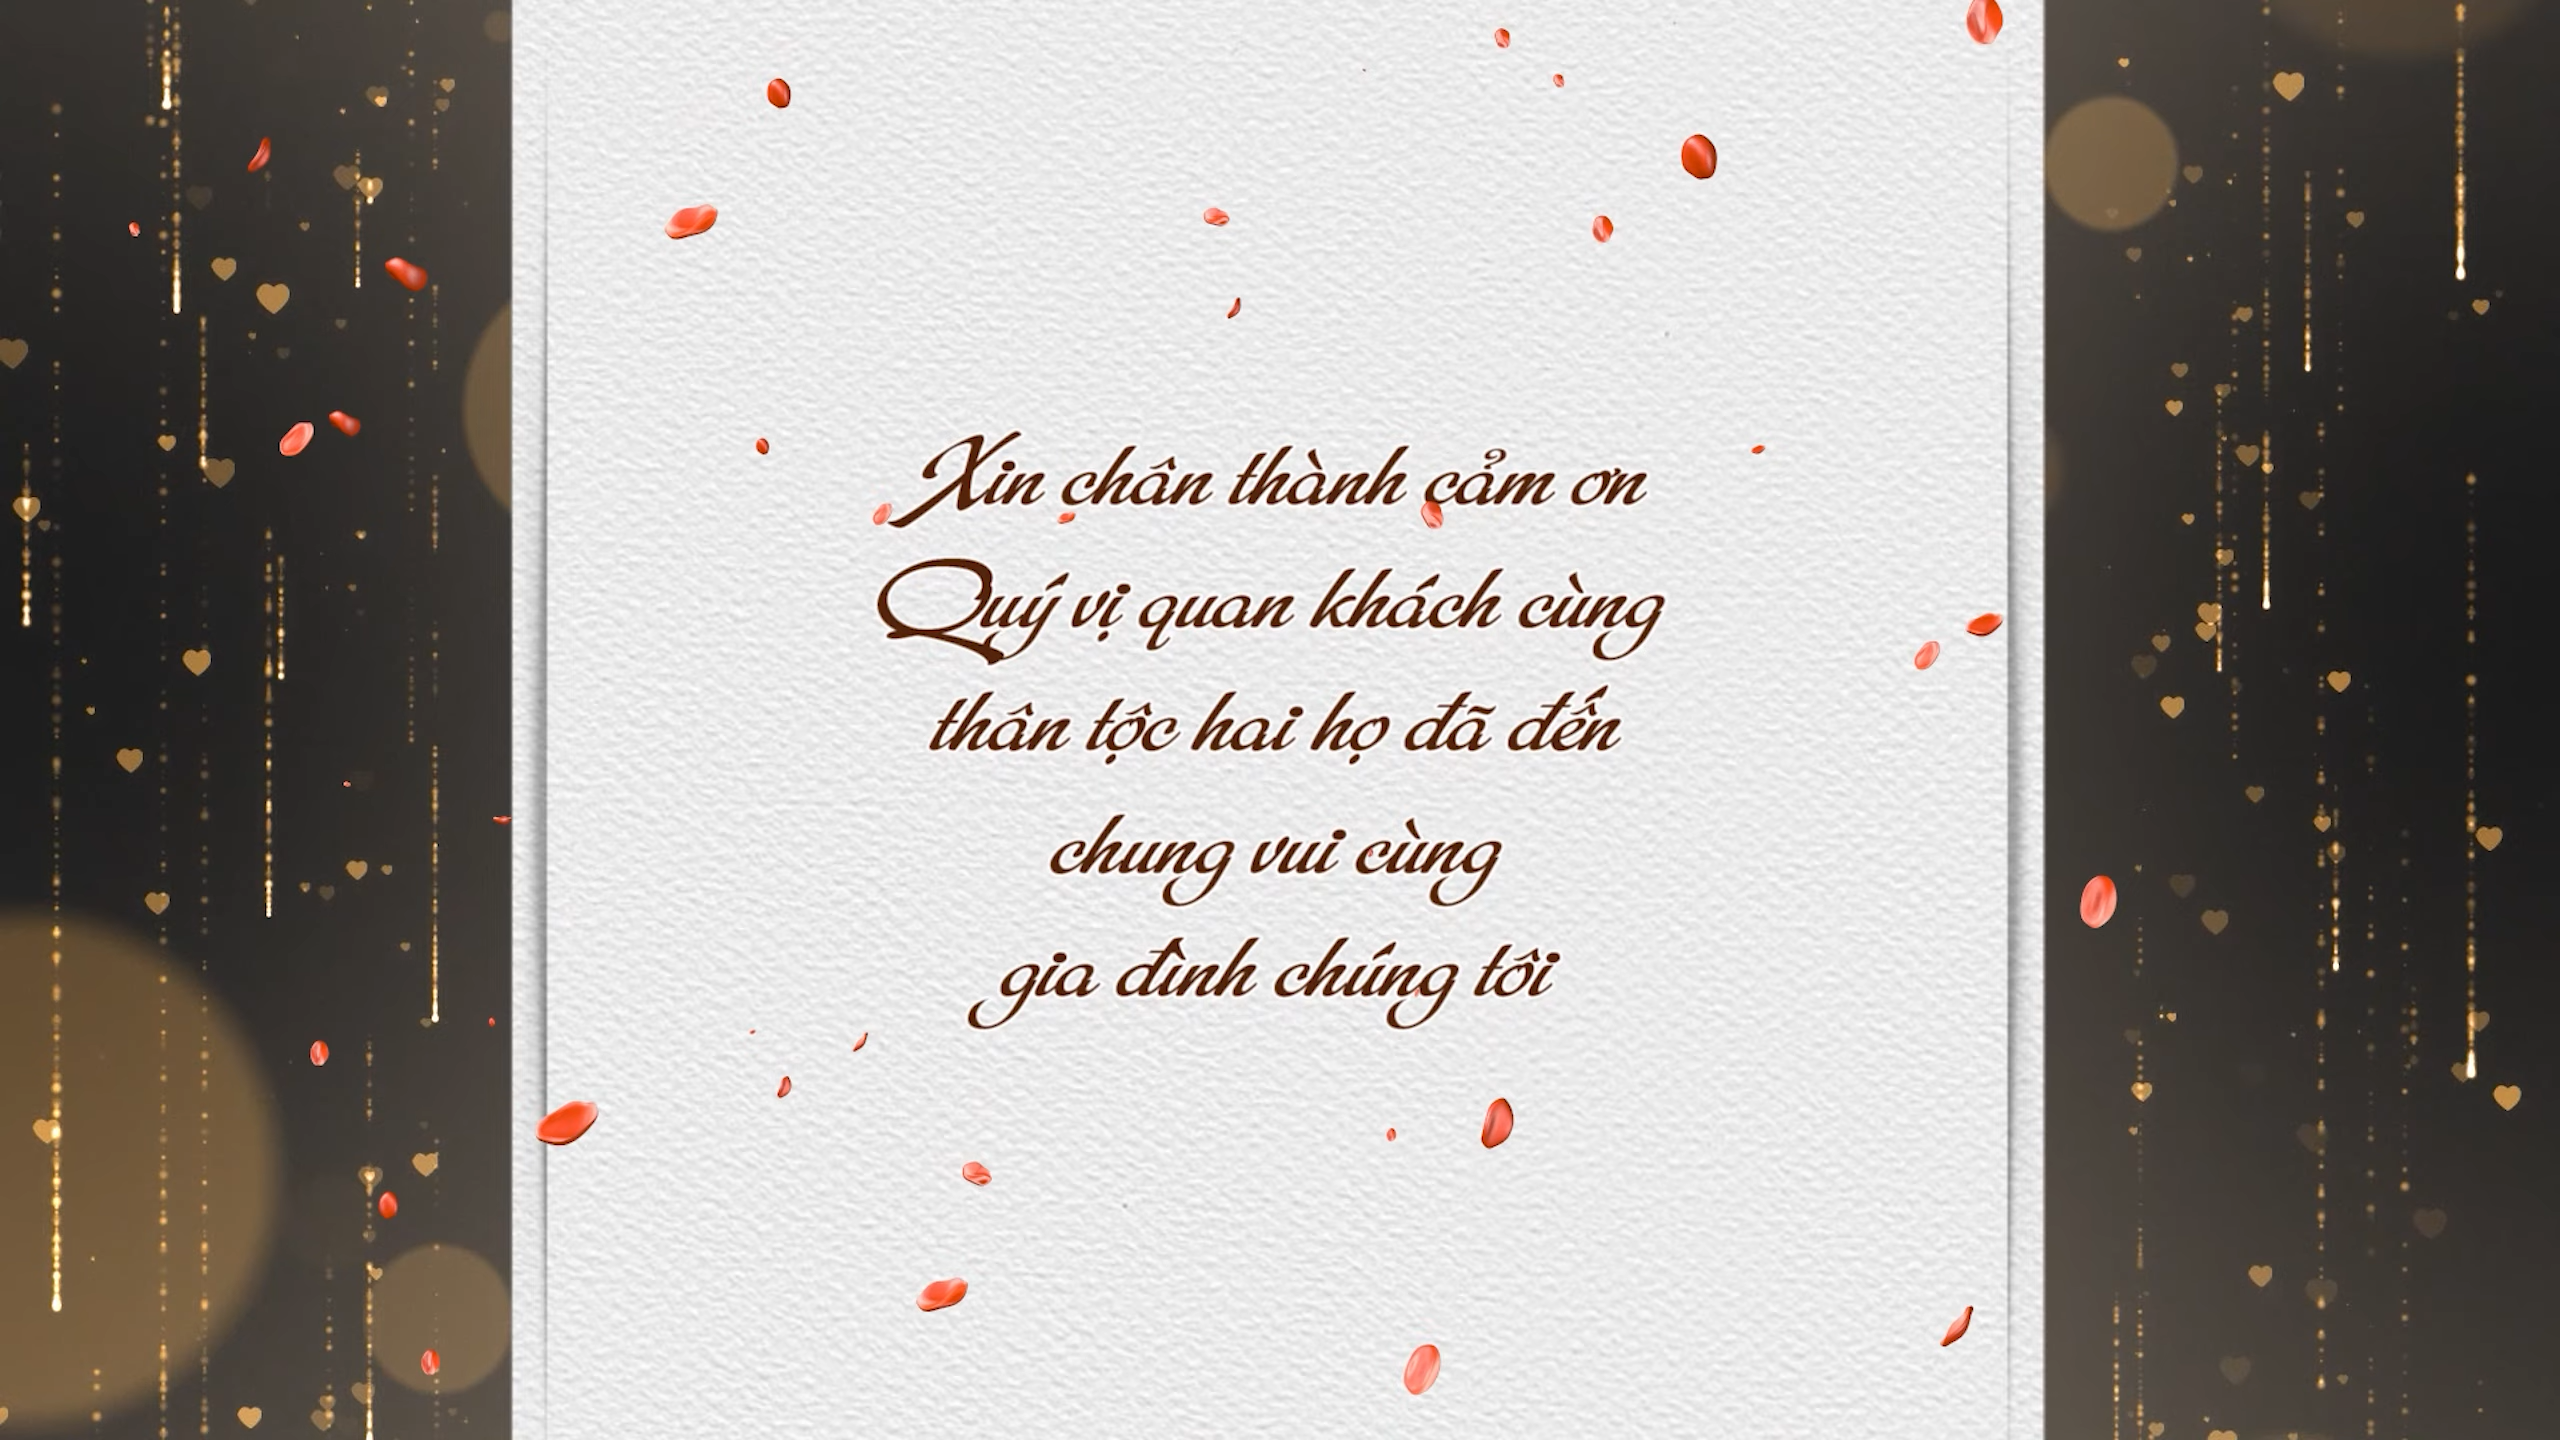 Xin chân thành cảm ơn
Quý vị quan khách cùng
thân tộc hai họ đã đến
chung vui cùng
gia đình chúng tôi